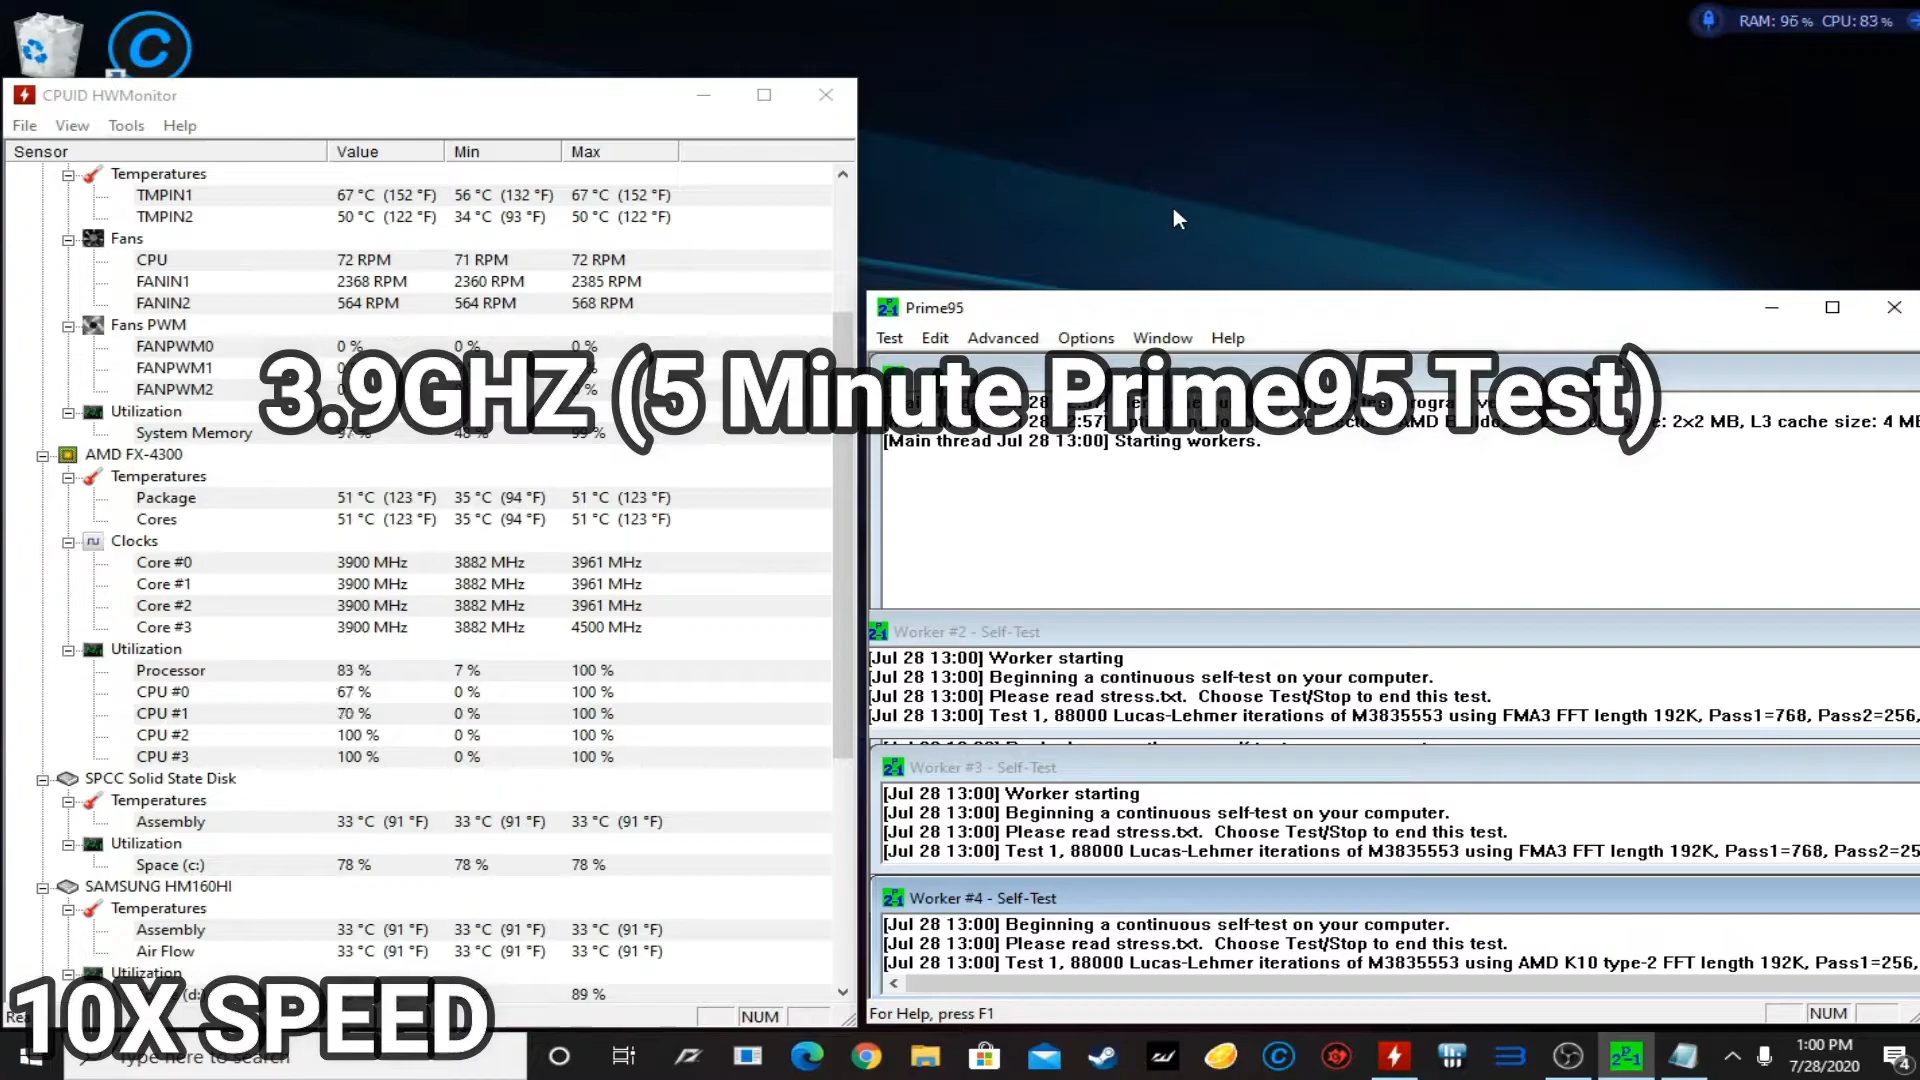 RAM: 96 % CPU: 83 %
CPUID HWMonitor
File View Tools Help
Sensor Value Min Max
Temperatures
TMPIN1 67 °C (152 °F) 56 °C (132 °F) 67 °C (152 °F)
TMPIN2 50 °C (122 °F) 34 °C (93 °F) 50 °C (122 °F)
Fans
CPU 72 RPM 71 RPM 72 RPM
FANIN1 2368 RPM 2360 RPM 2385 RPM
FANIN2 564 RPM 564 RPM 568 RPM
Fans PWM
FANPWM0 0 % 0 % 0 %
FANPWM1
FANPWM2
Utilization
System Memory
AMD FX-4300
Temperatures
Package 51 °C (123 °F) 35 °C (94 °F) 51 °C (123 °F)
Cores 51 °C (123 °F) 35 °C (94 °F) 51 °C (123 °F)
Clocks
Core #0 3900 MHz 3882 MHz 3961 MHz
Core #1 3900 MHz 3882 MHz 3961 MHz
Core #2 3900 MHz 3882 MHz 3961 MHz
Core #3 3900 MHz 3882 MHz 4500 MHz
Utilization
Processor 83 % 7 % 100 %
CPU #0 67 % 0 % 100 %
CPU #1 70 % 0 % 100 %
CPU #2 100 % 0 % 100 %
CPU #3 100 % 0 % 100 %
SPCC Solid State Disk
Temperatures
Assembly 33 °C (91 °F) 33 °C (91 °F) 33 °C (91 °F)
Utilization
Space (c:) 78 % 78 % 78 %
SAMSUNG HM160HI
Temperatures
Assembly 33 °C (91 °F) 33 °C (91 °F) 33 °C (91 °F)
Air Flow 33 °C (91 °F) 33 °C (91 °F) 33 °C (91 °F)
Utilization
(d: 89 %
NUM
3.9GHZ (5 Minute Prime95 Test)
Prime95
Test Edit Advanced Options Window Help
: 2x2 MB, L3 cache size: 4 MB
[Main thread Jul 28 13:00] Starting workers.
Worker #2 - Self-Test
[Jul 28 13:00] Worker starting
[Jul 28 13:00] Beginning a continuous self-test on your computer.
[Jul 28 13:00] Please read stress.txt. Choose Test/Stop to end this test.
[Jul 28 13:00] Test 1, 88000 Lucas-Lehmer iterations of M3835553 using FMA3 FFT length 192K, Pass1=768, Pass2=256,
Worker #3 - Self-Test
[Jul 28 13:00] Worker starting
[Jul 28 13:00] Beginning a continuous self-test on your computer.
[Jul 28 13:00] Please read stress.txt. Choose Test/Stop to end this test.
[Jul 28 13:00] Test 1, 88000 Lucas-Lehmer iterations of M3835553 using FMA3 FFT length 192K, Pass1=768, Pass2=25
Worker #4 - Self-Test
[Jul 28 13:00] Beginning a continuous self-test on your computer.
[Jul 28 13:00] Please read stress.txt. Choose Test/Stop to end this test.
[Jul 28 13:00] Test 1, 88000 Lucas-Lehmer iterations of M3835553 using AMD K10 type-2 FFT length 192K, Pass1=256,
For Help, press F1 NUM
10X SPEED
Type here to search
1:00 PM
7/28/2020
4